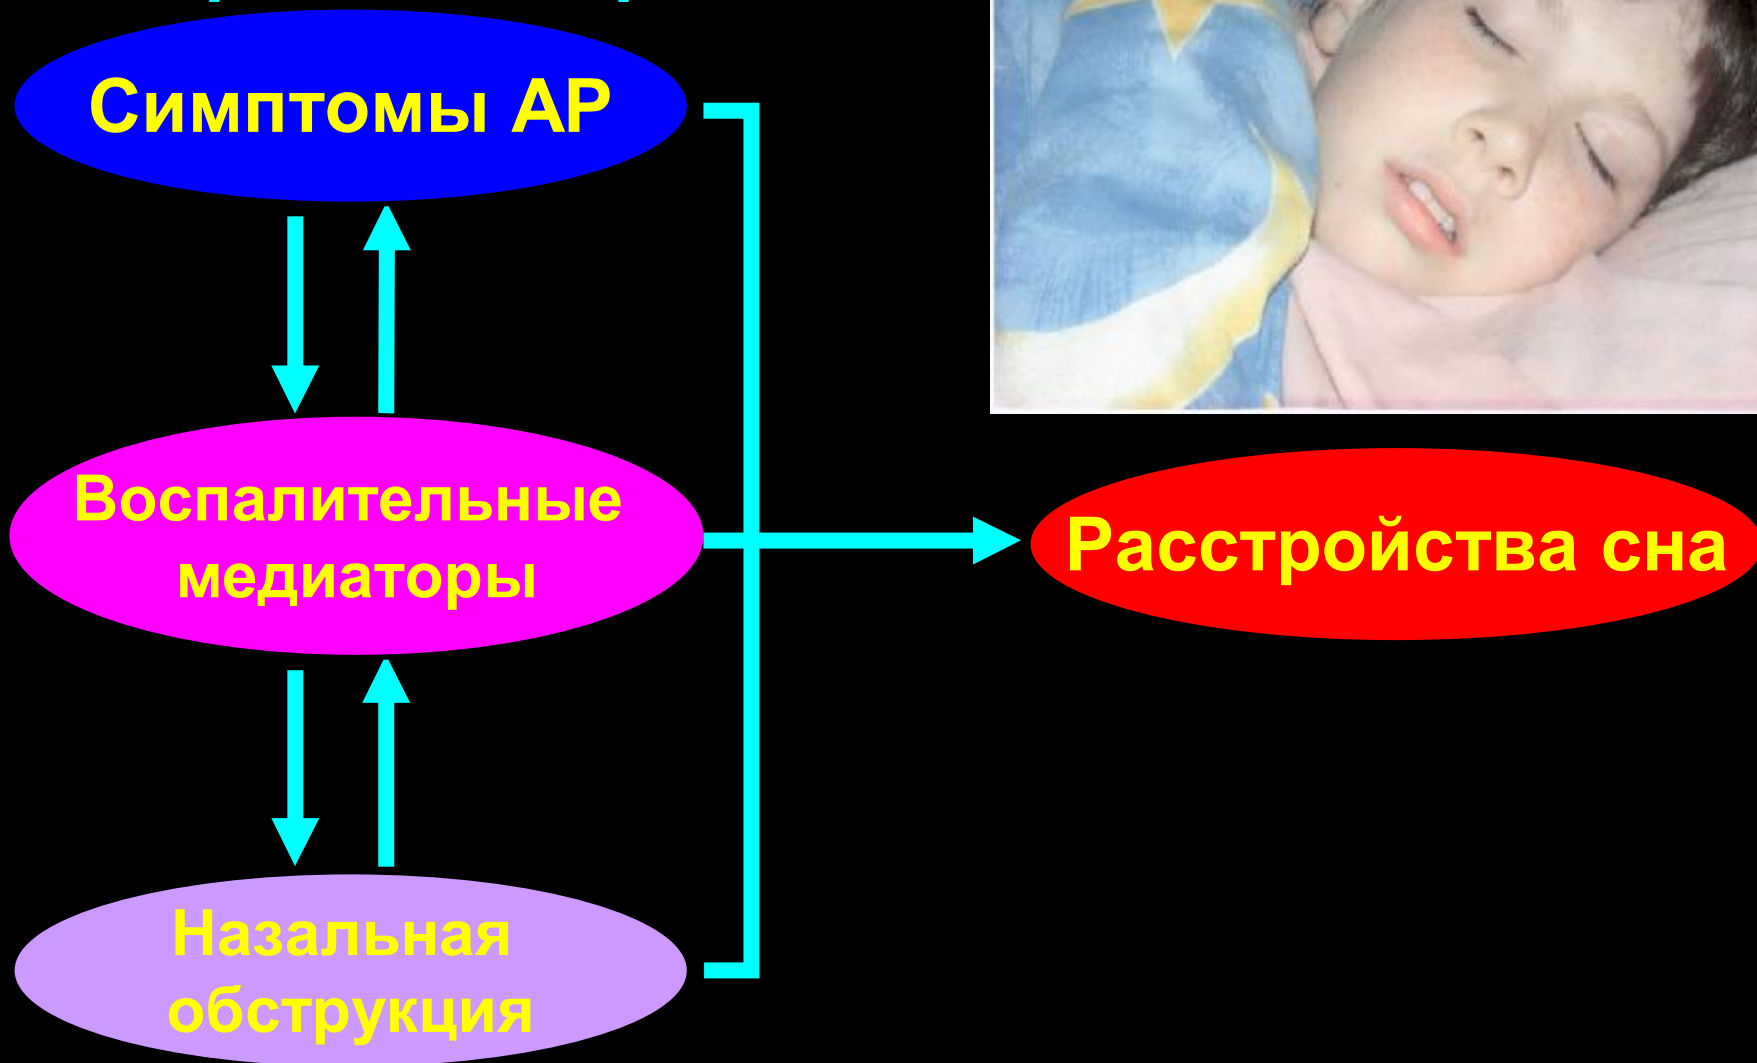 Симптомы АР
Воспалительные
медиаторы
Расстройства сна
Назальная
обструкция